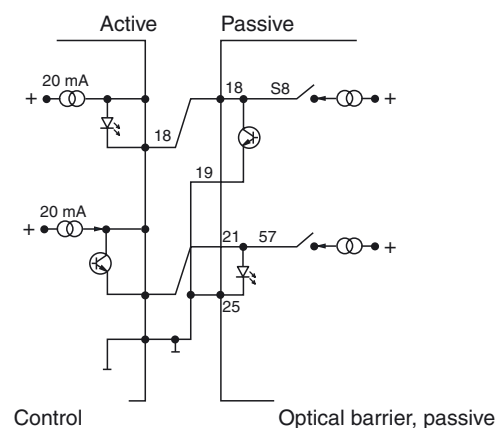 Active Passive
20 mA
+
18
18 S8
+
19
20 mA
+
21 57
+
25
Control Optical barrier, passive